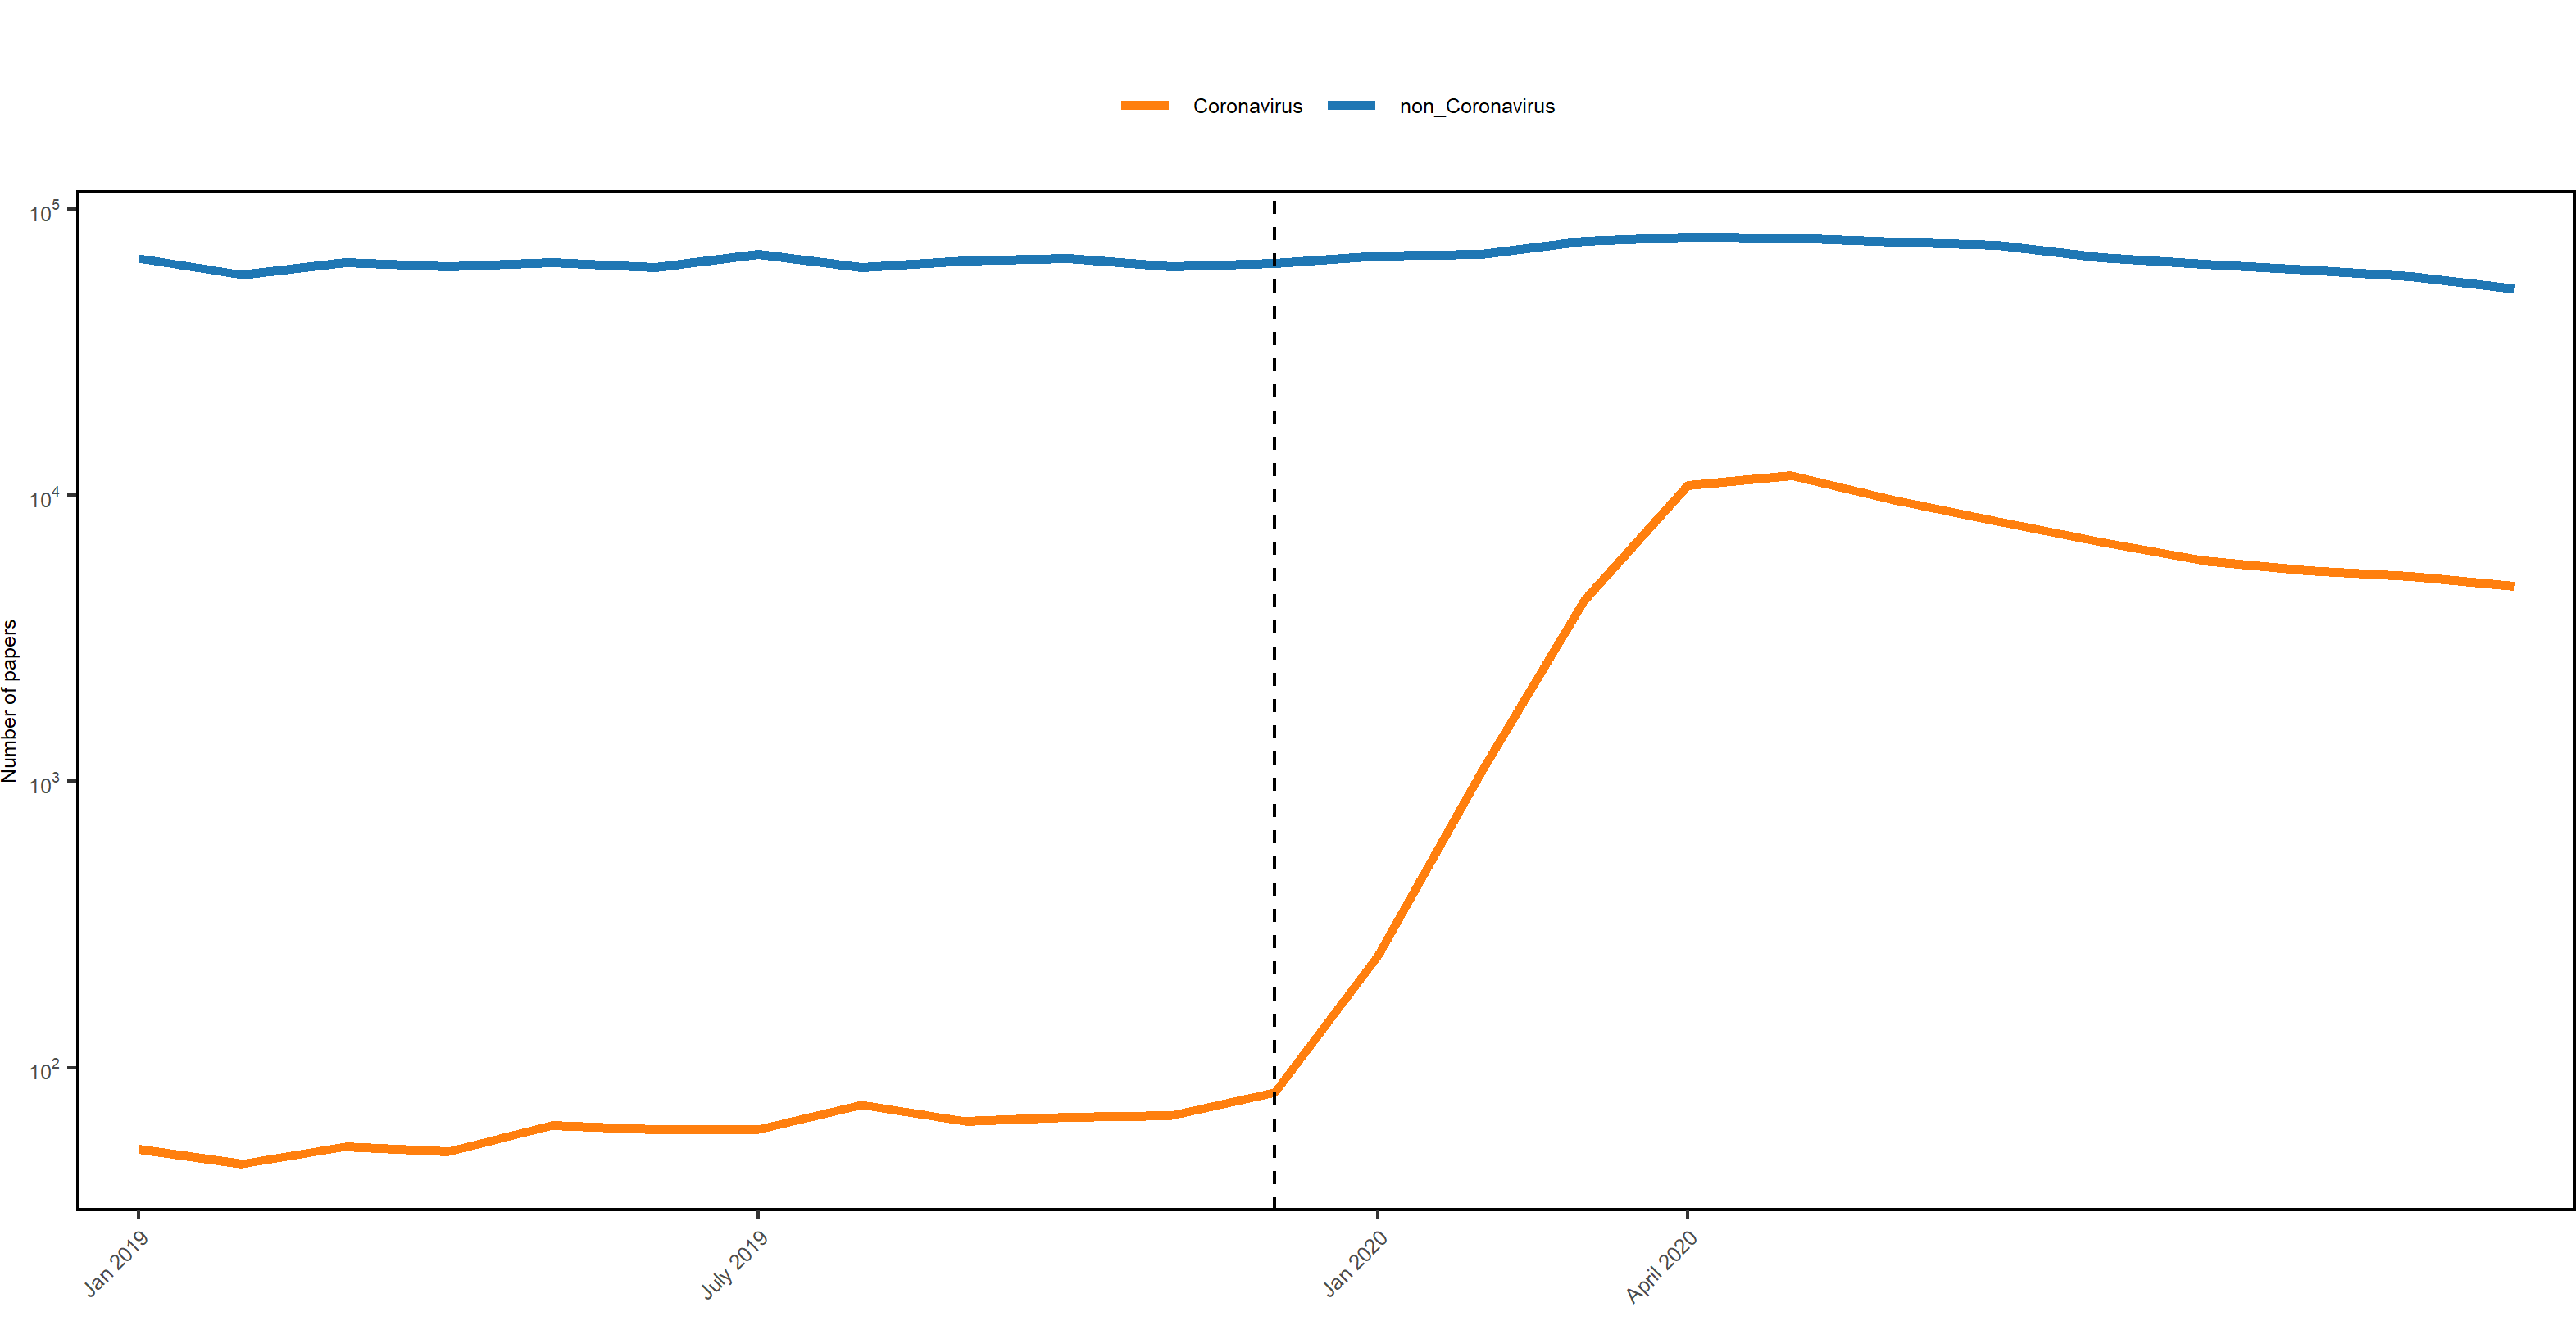 Coronavirus non_Coronavirus
10^5
10^4
10^3
10^2
Number of papers
Jan 2019
July 2019
Jan 2020
April 2020